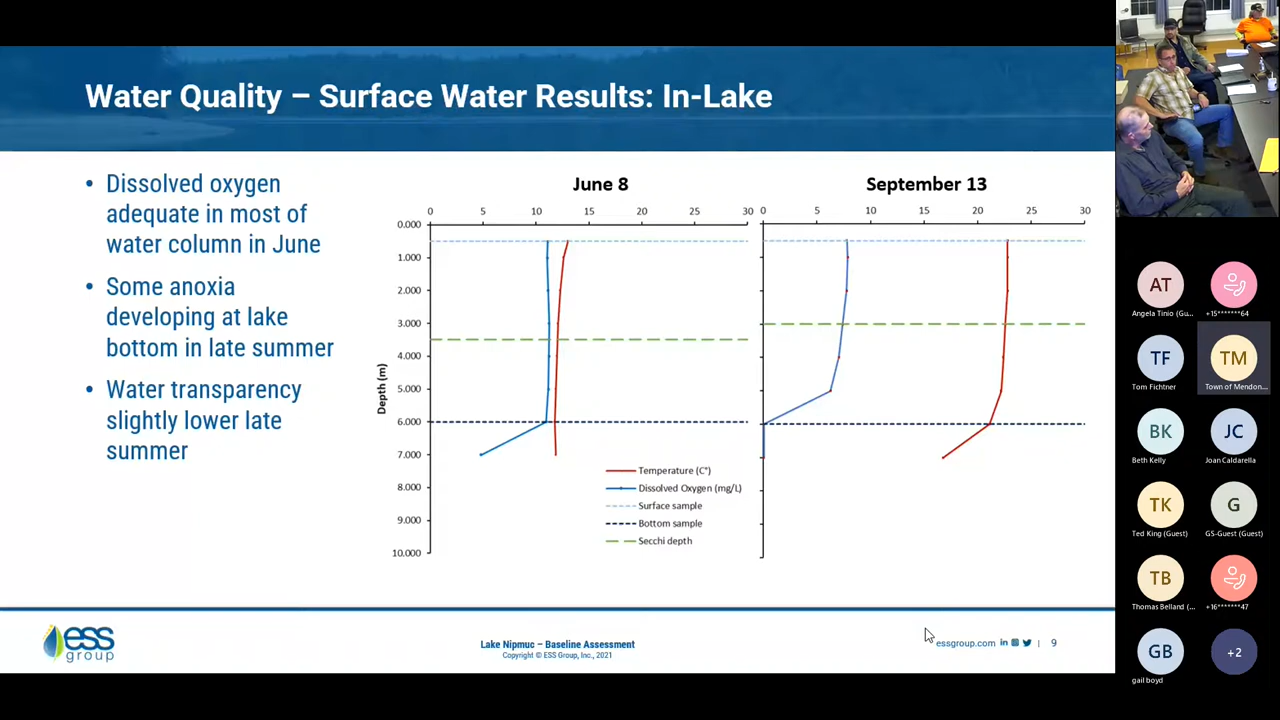 Water Quality – Surface Water Results: In-Lake
• Dissolved oxygen
adequate in most of
water column in June
• Some anoxia
developing at lake
bottom in late summer
• Water transparency
slightly lower late
summer
June 8
September 13
0 5 10 15 20 25 30
0 5 10 15 20 25 30
Depth (m)
0.000
1.000
2.000
3.000
4.000
5.000
6.000
7.000
8.000
9.000
10.000
Temperature (C°)
Dissolved Oxygen (mg/L)
Surface sample
Bottom sample
Secchi depth
ess
group
Lake Nipmuc – Baseline Assessment
Copyright © ESS Group, Inc., 2021
essgroup.com in | 9
AT
Angela Tinio (Gu...
+15*******64
TF
Tom Fichtner...
TM
Town of Mendon...
BK
Beth Kelly
JC
Joan Caldarella
TK
Ted King (Guest)
G
GS-Guest (Guest)
TB
Thomas Belland (...
+16*******47
GB
gail boyd
+2